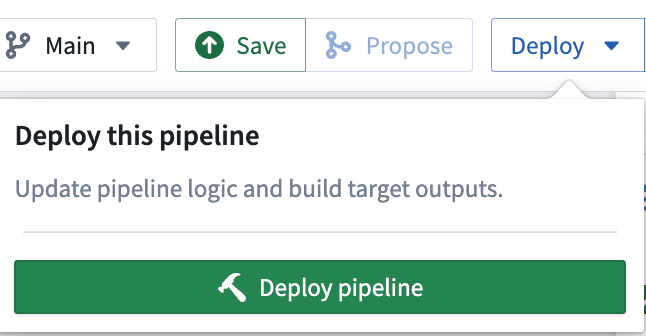 Main Save Propose Deploy
Deploy this pipeline
Update pipeline logic and build target outputs.
Deploy pipeline